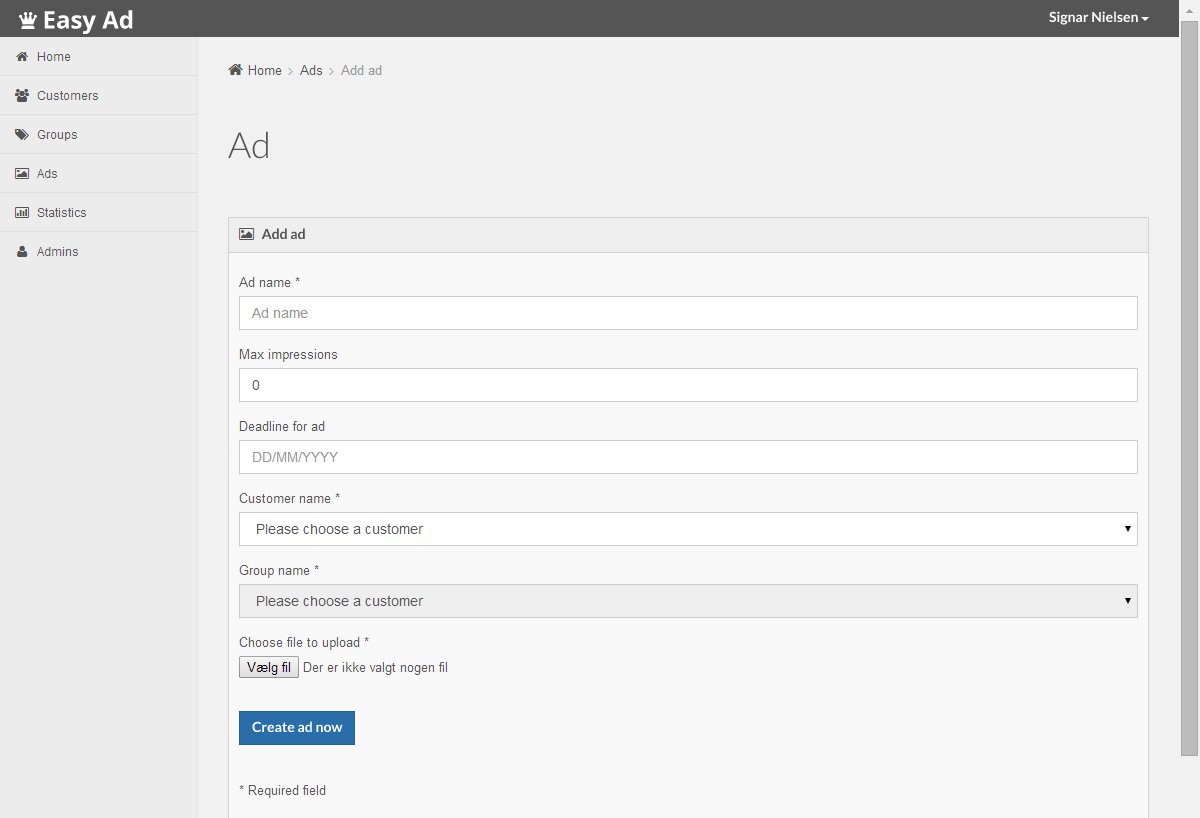 Easy Ad
Signar Nielsen
Home
Customers
Groups
Ads
Statistics
Admins
Home > Ads > Add ad
Ad
Add ad
Ad name *
Ad name
Max impressions
0
Deadline for ad
DD/MM/YYYY
Customer name *
Please choose a customer
Group name *
Please choose a customer
Choose file to upload *
Vælg fil Der er ikke valgt nogen fil
Create ad now
* Required field